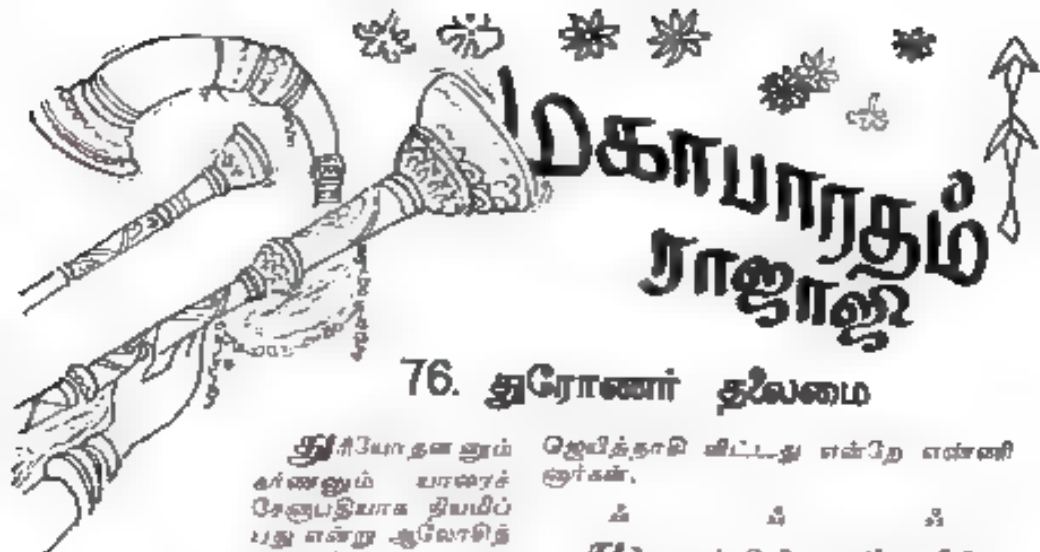 மகாபாரதம்
ராஜாஜி
76. துரோணர் தலைமை
துரியோதனனும்
கர்ணனும் யாரைச்
சேனாபதியாக நியமிப்
பது என்று ஆலோசித்
ஜெயித்தாகி விட்டது என்றே எண்ணி
னார்கள்.